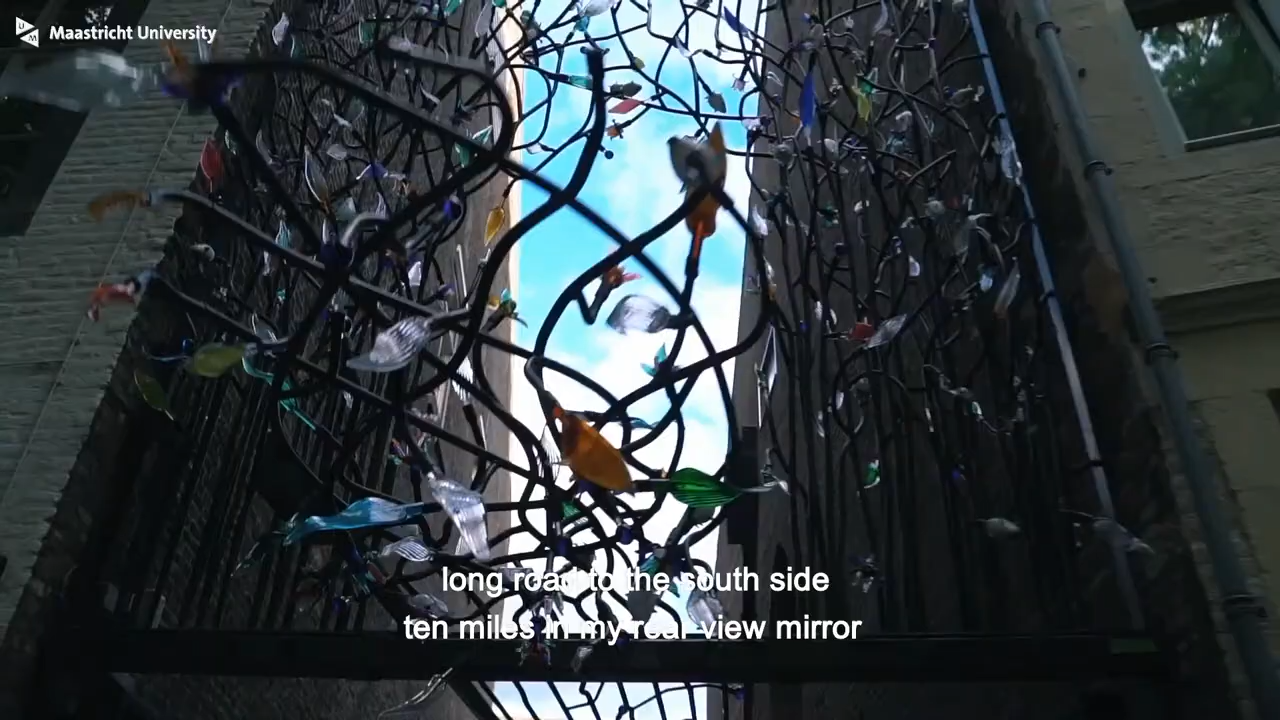 Maastricht University
long road to the south side
ten miles in my rear-view mirror